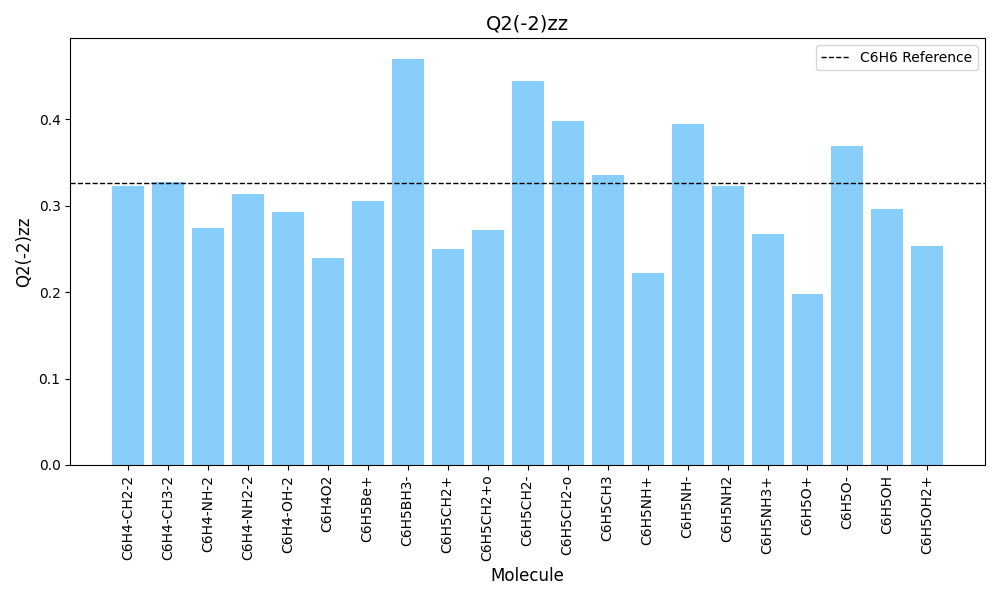 Q2(-2)zz
C6H6 Reference
Q2(-2)zz
0.4
0.3
0.2
0.1
0.0
C6H4-CH2-2
C6H4-CH3-2
C6H4-NH-2
C6H4-NH2-2
C6H4-OH-2
C6H4O2
C6H5Be+
C6H5BH3-
C6H5CH2+
C6H5CH2+o
C6H5CH2-
C6H5CH2-o
C6H5CH3
C6H5NH+
C6H5NH-
C6H5NH2
C6H5NH3+
C6H5O+
C6H5O-
C6H5OH
C6H5OH2+
Molecule